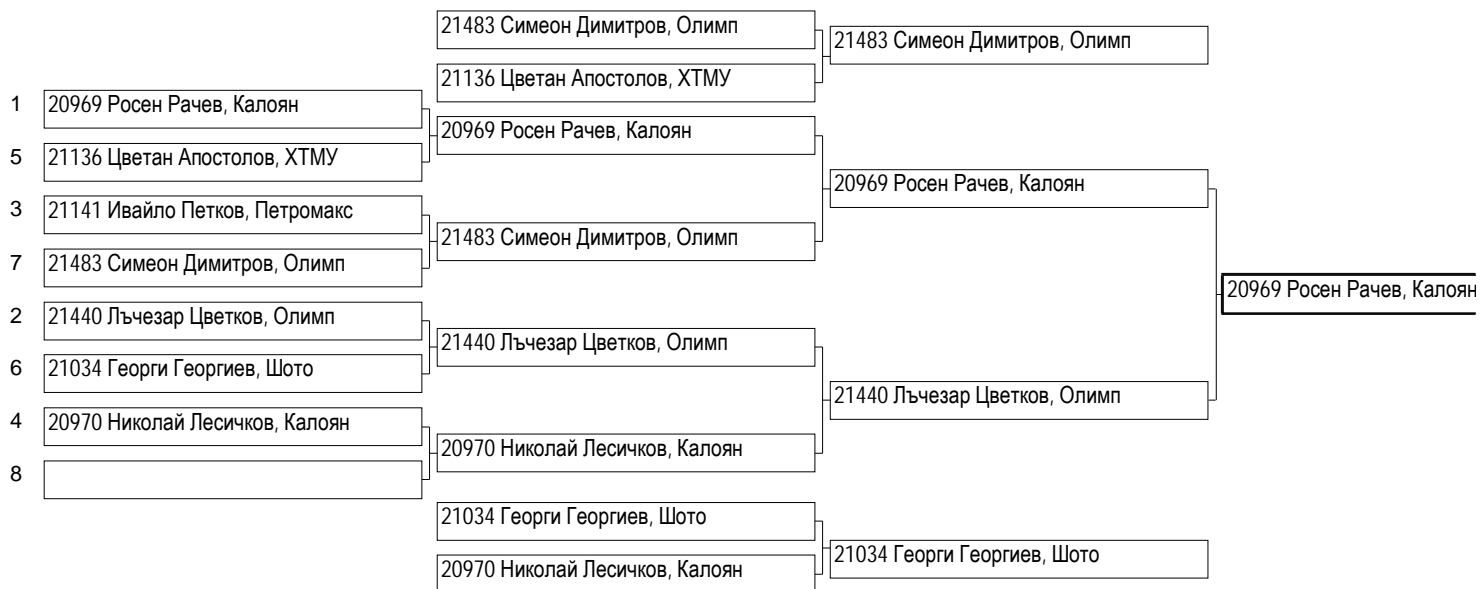 21483 Симеон Димитров, Олимп
21483 Симеон Димитров, Олимп
21136 Цветан Апостолов, ХТМУ
1 20969 Росен Рачев, Калоян
20969 Росен Рачев, Калоян
5 21136 Цветан Апостолов, ХТМУ
20969 Росен Рачев, Калоян
3 21141 Ивайло Петков, Петромакс
21483 Симеон Димитров, Олимп
7 21483 Симеон Димитров, Олимп
20969 Росен Рачев, Калоян
2 21440 Лъчезар Цветков, Олимп
21440 Лъчезар Цветков, Олимп
6 21034 Георги Георгиев, Шото
21440 Лъчезар Цветков, Олимп
4 20970 Николай Лесичков, Калоян
20970 Николай Лесичков, Калоян
8
21034 Георги Георгиев, Шото
21034 Георги Георгиев, Шото
20970 Николай Лесичков, Калоян